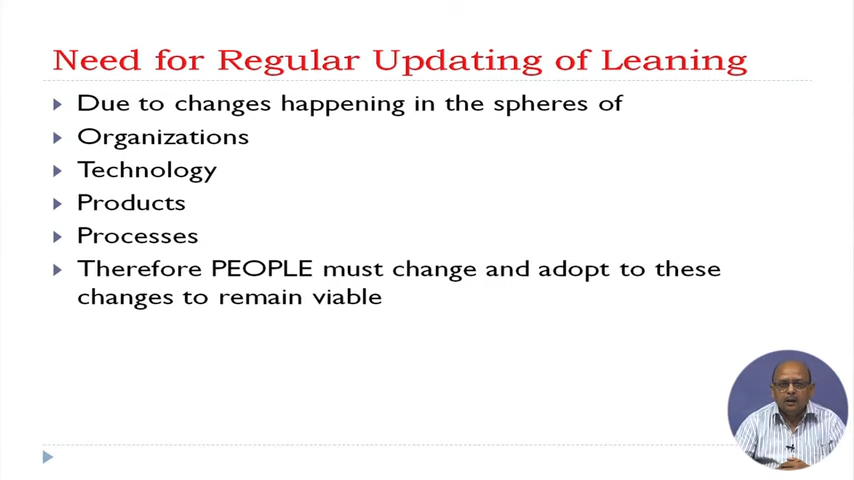 Need for Regular Updating of Leaning
Due to changes happening in the spheres of
Organizations
Technology
Products
Processes
Therefore PEOPLE must change and adopt to these
changes to remain viable